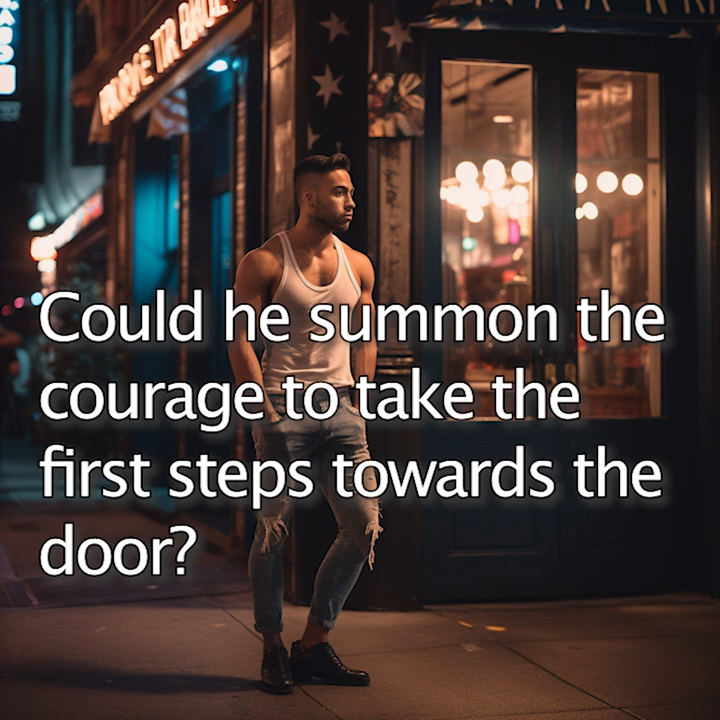 Could he summon the
courage to take the
first steps towards the
door?